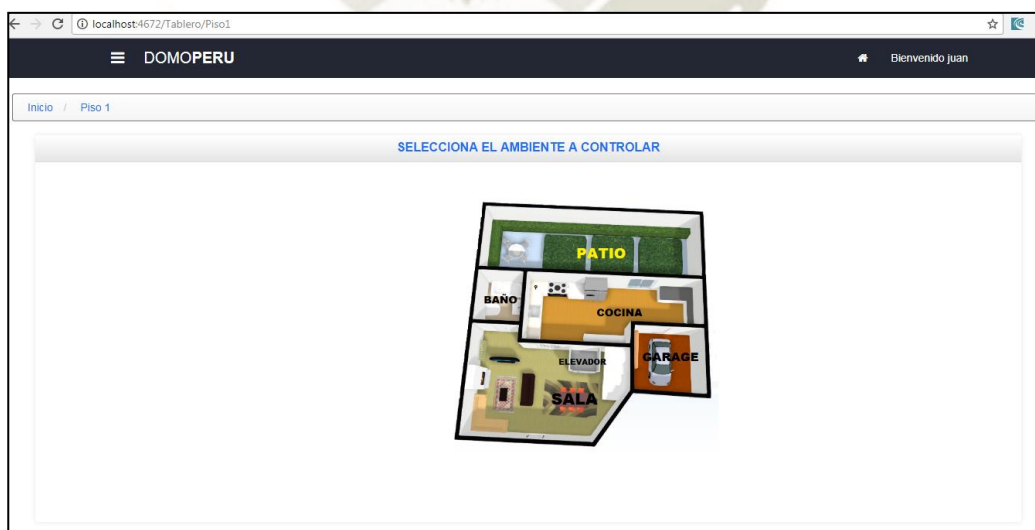 localhost:4672/Tablero/Piso1
DOMOPERU
Bienvenido juan
Inicio / Piso 1
SELECCIONA EL AMBIENTE A CONTROLAR
PATIO
BAÑO
COCINA
ELEVADOR
GARAGE
SALA